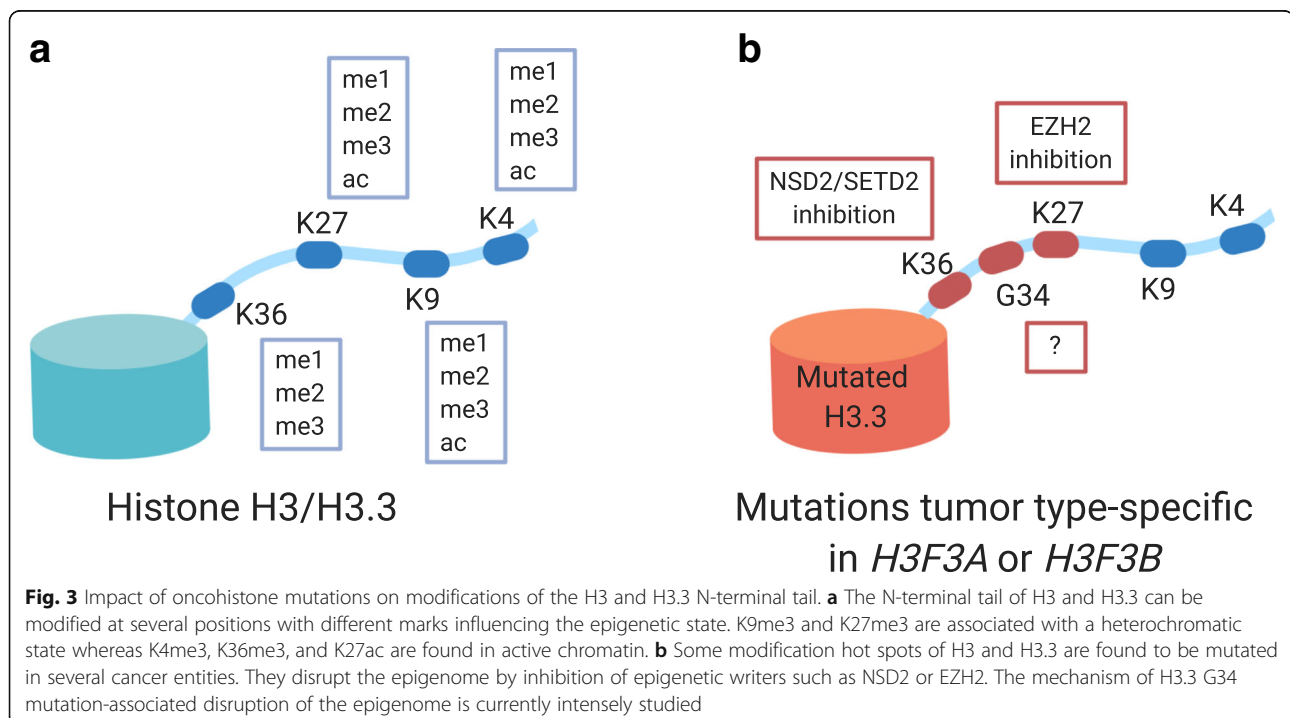 a
me1
me2
me3
ac
me1
me2
me3
ac
K27
K4
K36
K9
me1
me2
me3
me1
me2
me3
ac
Histone H3/H3.3
b
EZH2
inhibition
NSD2/SETD2
inhibition
K27
K4
K36
G34
K9
?
Mutated
H3.3
Mutations tumor type-specific
in H3F3A or H3F3B
Fig. 3 Impact of oncohistone mutations on modifications of the H3 and H3.3 N-terminal tail. a The N-terminal tail of H3 and H3.3 can be
modified at several positions with different marks influencing the epigenetic state. K9me3 and K27me3 are associated with a heterochromatic
state whereas K4me3, K36me3, and K27ac are found in active chromatin. b Some modification hot spots of H3 and H3.3 are found to be mutated
in several cancer entities. They disrupt the epigenome by inhibition of epigenetic writers such as NSD2 or EZH2. The mechanism of H3.3 G34
mutation-associated disruption of the epigenome is currently intensely studied